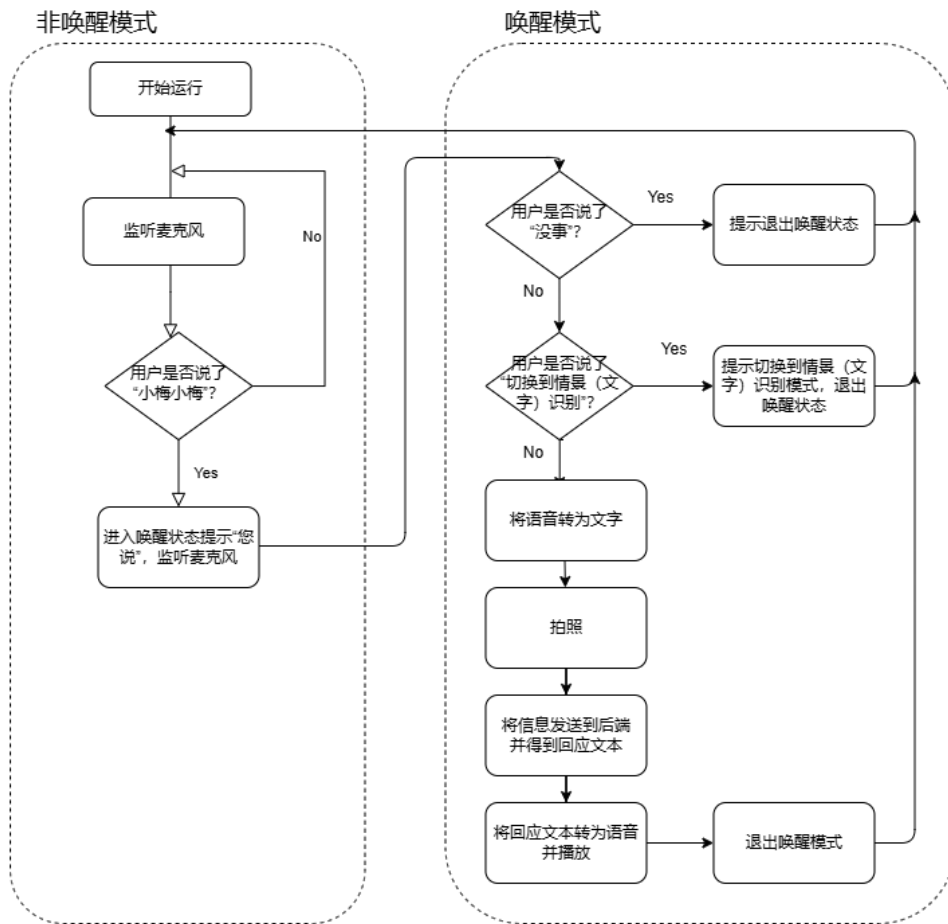 非唤醒模式
开始运行
监听麦克风
No
用户是否说了
“小梅小梅”?
Yes
进入唤醒状态提示“您
说”，监听麦克风
唤醒模式
用户是否说了
“没事”?
Yes
提示退出唤醒状态
No
用户是否说了
“切换到情景（文
字）识别”?
Yes
提示切换到情景（文
字）识别模式，退出
唤醒状态
No
将语音转为文字
拍照
将信息发送到后端
并得到回应文本
将回应文本转为语音
并播放
退出唤醒模式